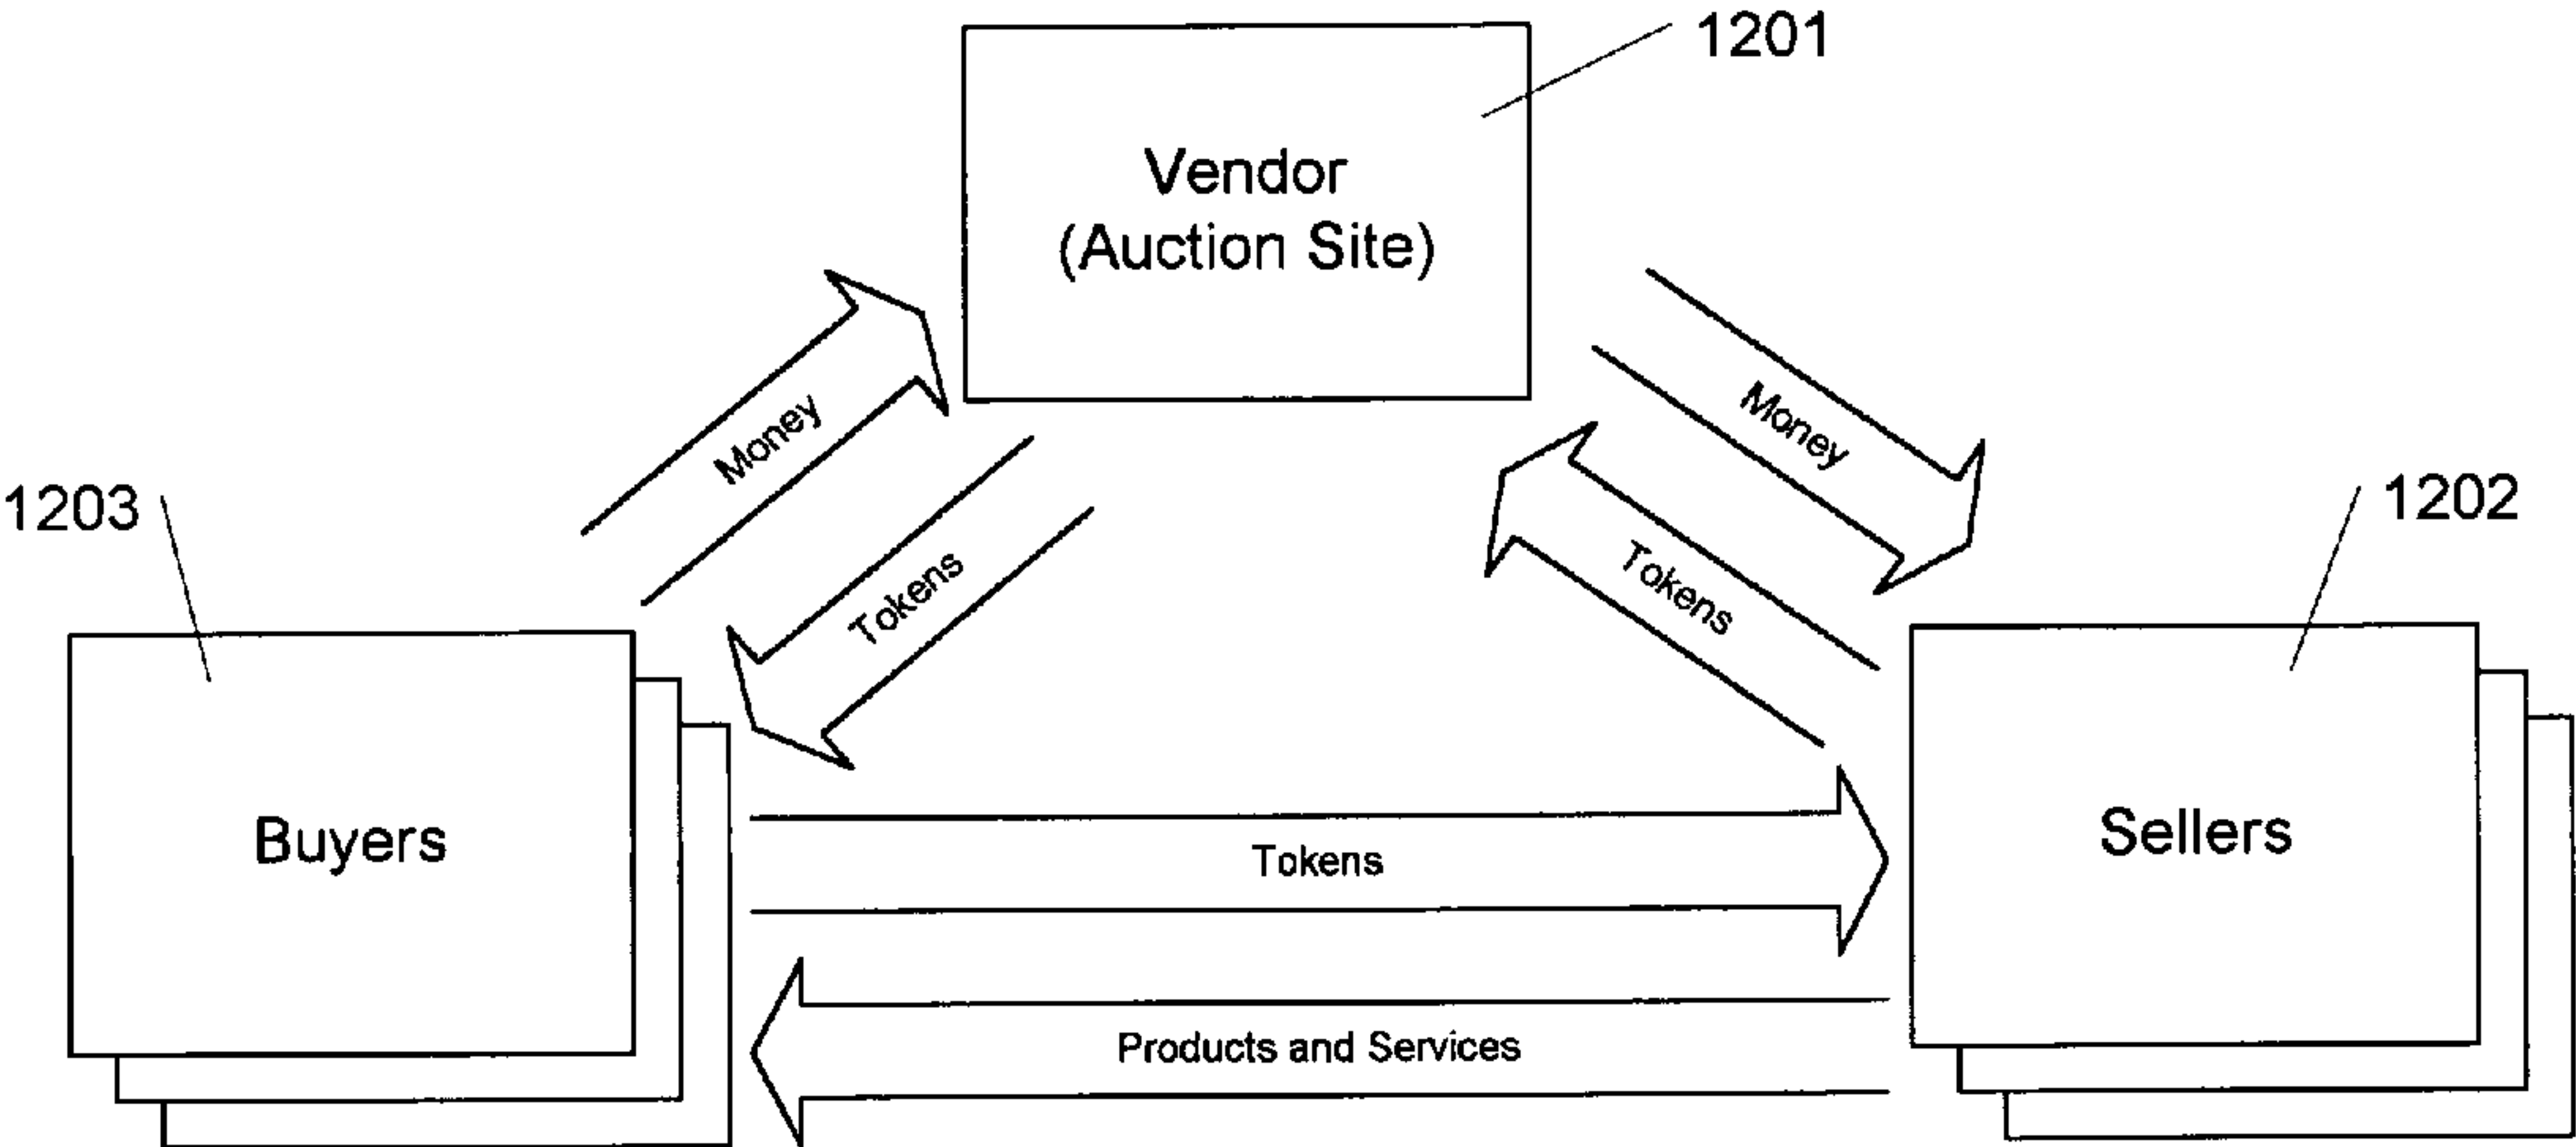 1201
Vendor
(Auction Site)
Money
Money
1203
1202
Tokens
Tokens
Buyers
Sellers
Tokens
Products and Services